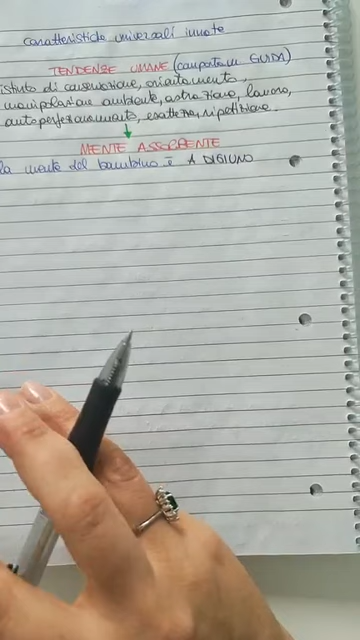 caratteristiche universali innate
TENDENZE UMANE (comportam. GUIDA)
istinto di conservazione, orientamento,
manipolazione ambiente, astrazione, lavoro,
autoperfezionamento, esattezza, ripetizione.
MENTE ASSORBENTE
la mente del bambino è A DIGIUNO